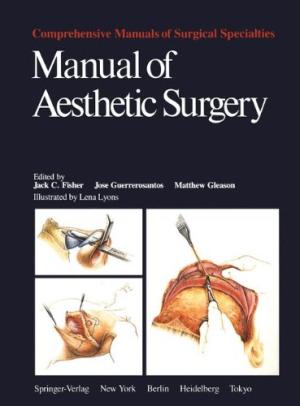 Comprehensive Manuals of Surgical Specialties
Manual of
Aesthetic Surgery
Edited by
Jack C. Fisher Jose Guerrerosantos Matthew Gleason
Illustrated by Lena Lyons
Springer-Verlag New York Berlin Heidelberg Tokyo